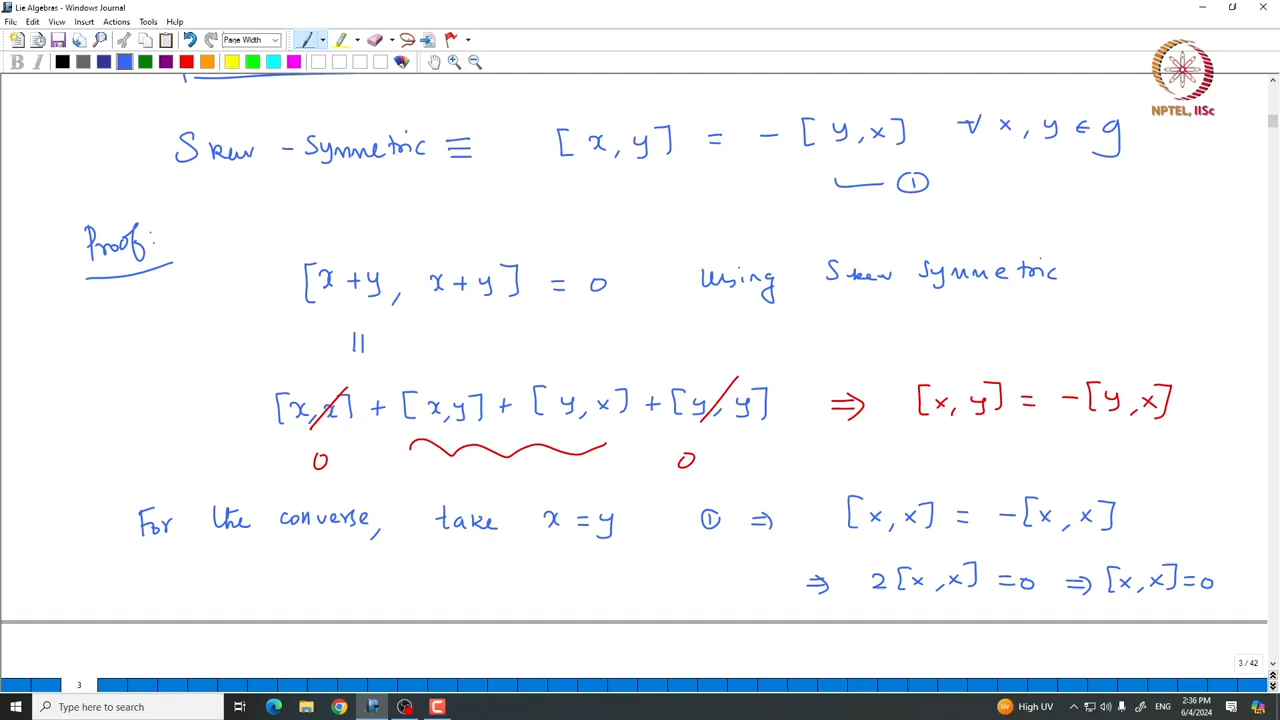 Lie Algebras - Windows Journal
File Edit View Insert Actions Tools Help
Page Width
B I
NPTEL, IISc
Skew - Symmetric ≡ [x, y] = - [y, x] ∀ x, y ∈ g
— ①
Proof:
[x + y, x + y] = 0 Using Skew Symmetric
||
[x, x] + [x, y] + [y, x] + [y, y] ⇒ [x, y] = -[y, x]
0 0
For the converse, take x = y ① ⇒ [x, x] = -[x, x]
⇒ 2[x, x] = 0 ⇒ [x, x] = 0
3 / 42
3
Type here to search
High UV
ENG
2:36 PM
6/4/2024